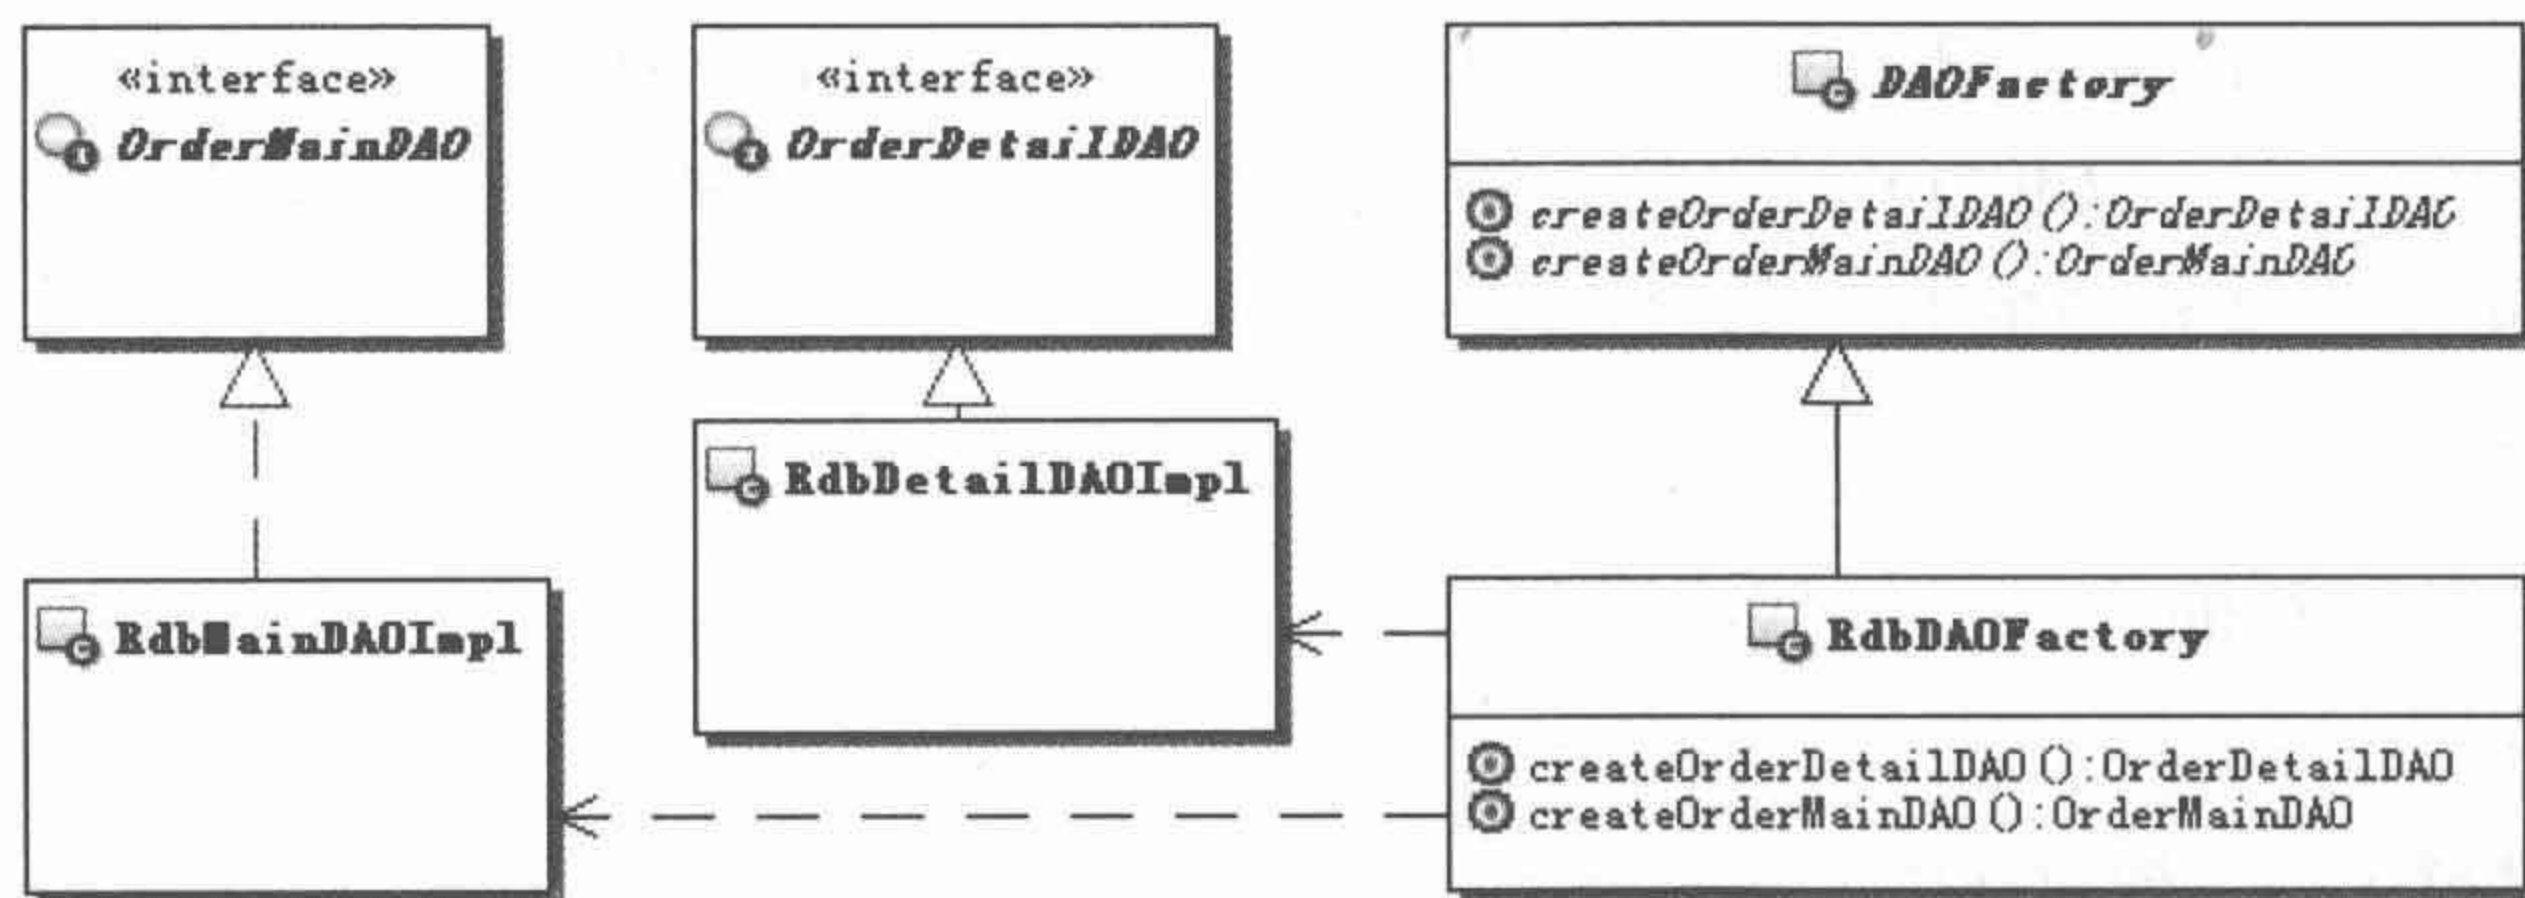 «interface»
OrderMainDAO
«interface»
OrderDetailDAO
DAOFactory
createOrderDetailDAO():OrderDetailDAO
createOrderMainDAO():OrderMainDAO
RdbDetailDAOImpl
RdbMainDAOImpl
RdbDAOFactory
createOrderDetailDAO():OrderDetailDAO
createOrderMainDAO():OrderMainDAO